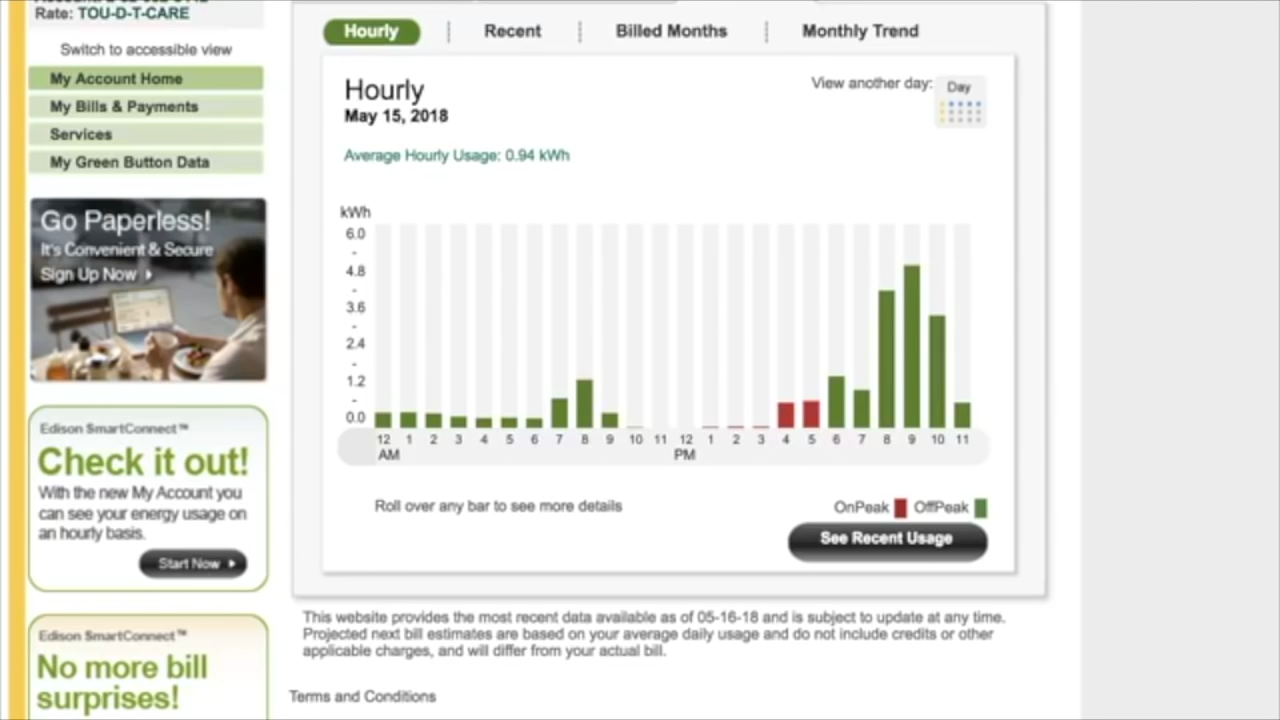 Rate: TOU-D-T-CARE
Switch to accessible view
My Account Home
My Bills & Payments
Services
My Green Button Data
Go Paperless!
It's Convenient & Secure
Sign Up Now
Edison SmartConnect™
Check it out!
With the new My Account you
can see your energy usage on
an hourly basis.
Start Now
Edison SmartConnect™
No more bill
surprises!
Hourly
Recent
Billed Months
Monthly Trend
Hourly
May 15, 2018
View another day:
Day
Average Hourly Usage: 0.94 kWh
kWh
6.0
-
4.8
-
3.6
-
2.4
-
1.2
-
0.0
12 1 2 3 4 5 6 7 8 9 10 11 12 1 2 3 4 5 6 7 8 9 10 11
AM PM
Roll over any bar to see more details
OnPeak OffPeak
See Recent Usage
This website provides the most recent data available as of 05-16-18 and is subject to update at any time.
Projected next bill estimates are based on your average daily usage and do not include credits or other
applicable charges, and will differ from your actual bill.
Terms and Conditions